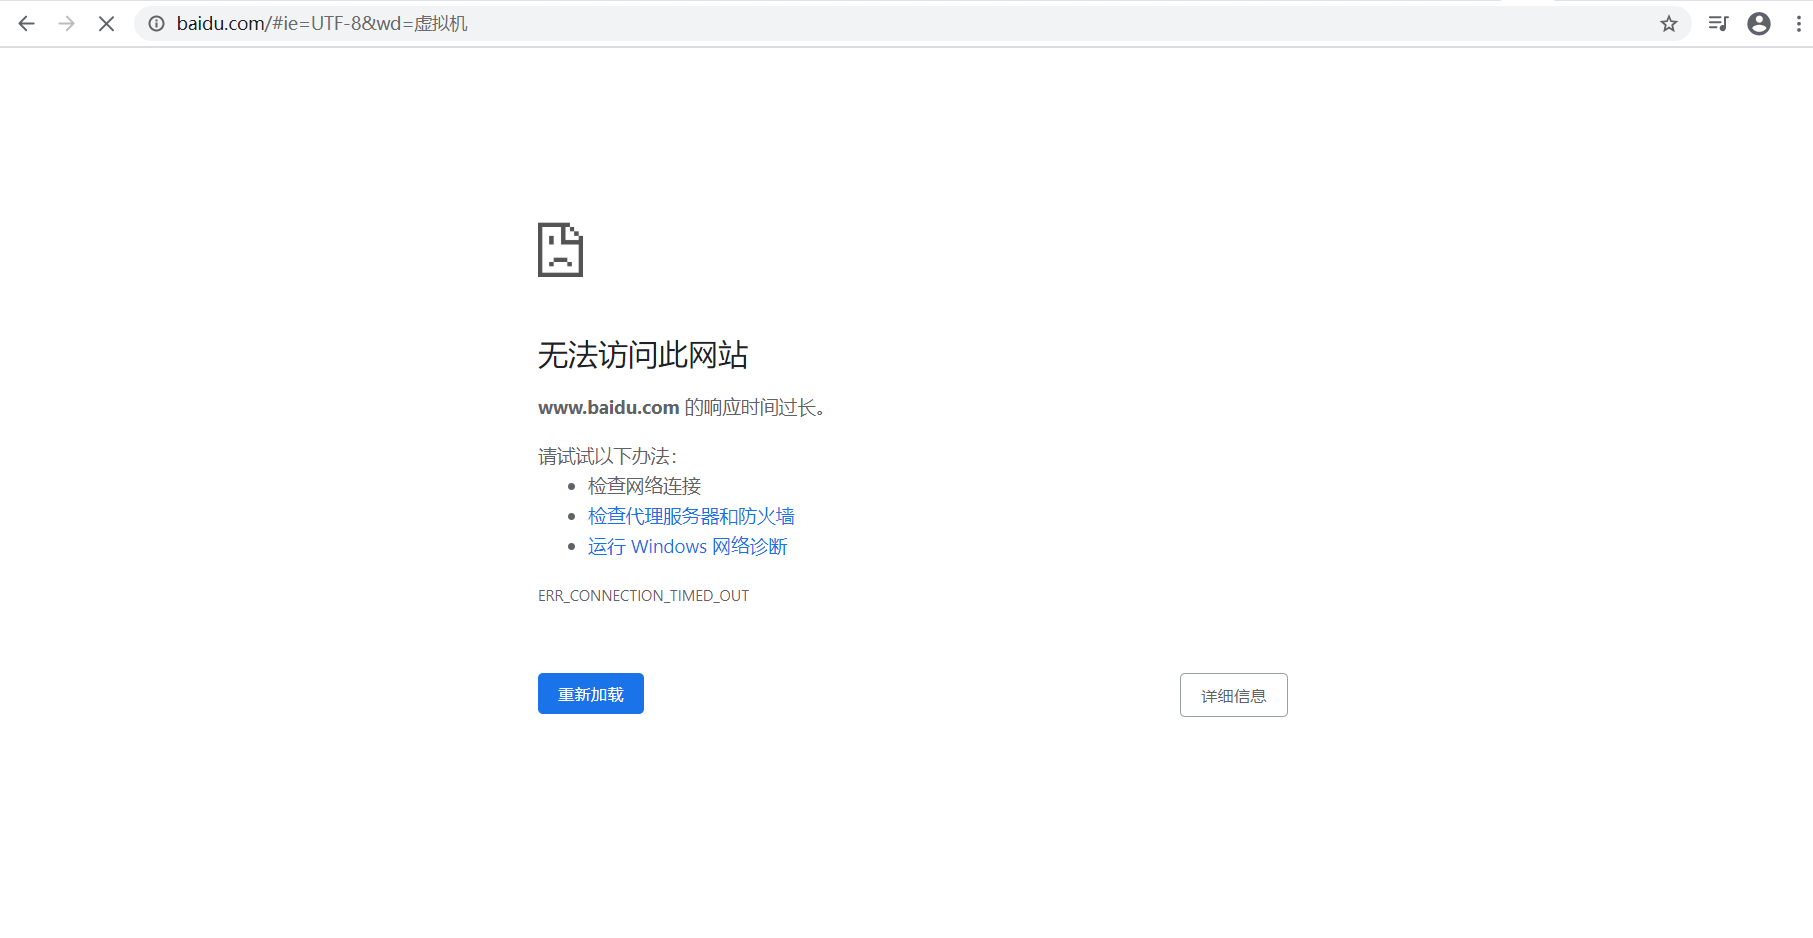 baidu.com/#ie=UTF-8&wd=虚拟机
无法访问此网站
www.baidu.com 的响应时间过长。
请试试以下办法：
检查网络连接
检查代理服务器和防火墙
运行 Windows 网络诊断
ERR_CONNECTION_TIMED_OUT
重新加载
详细信息